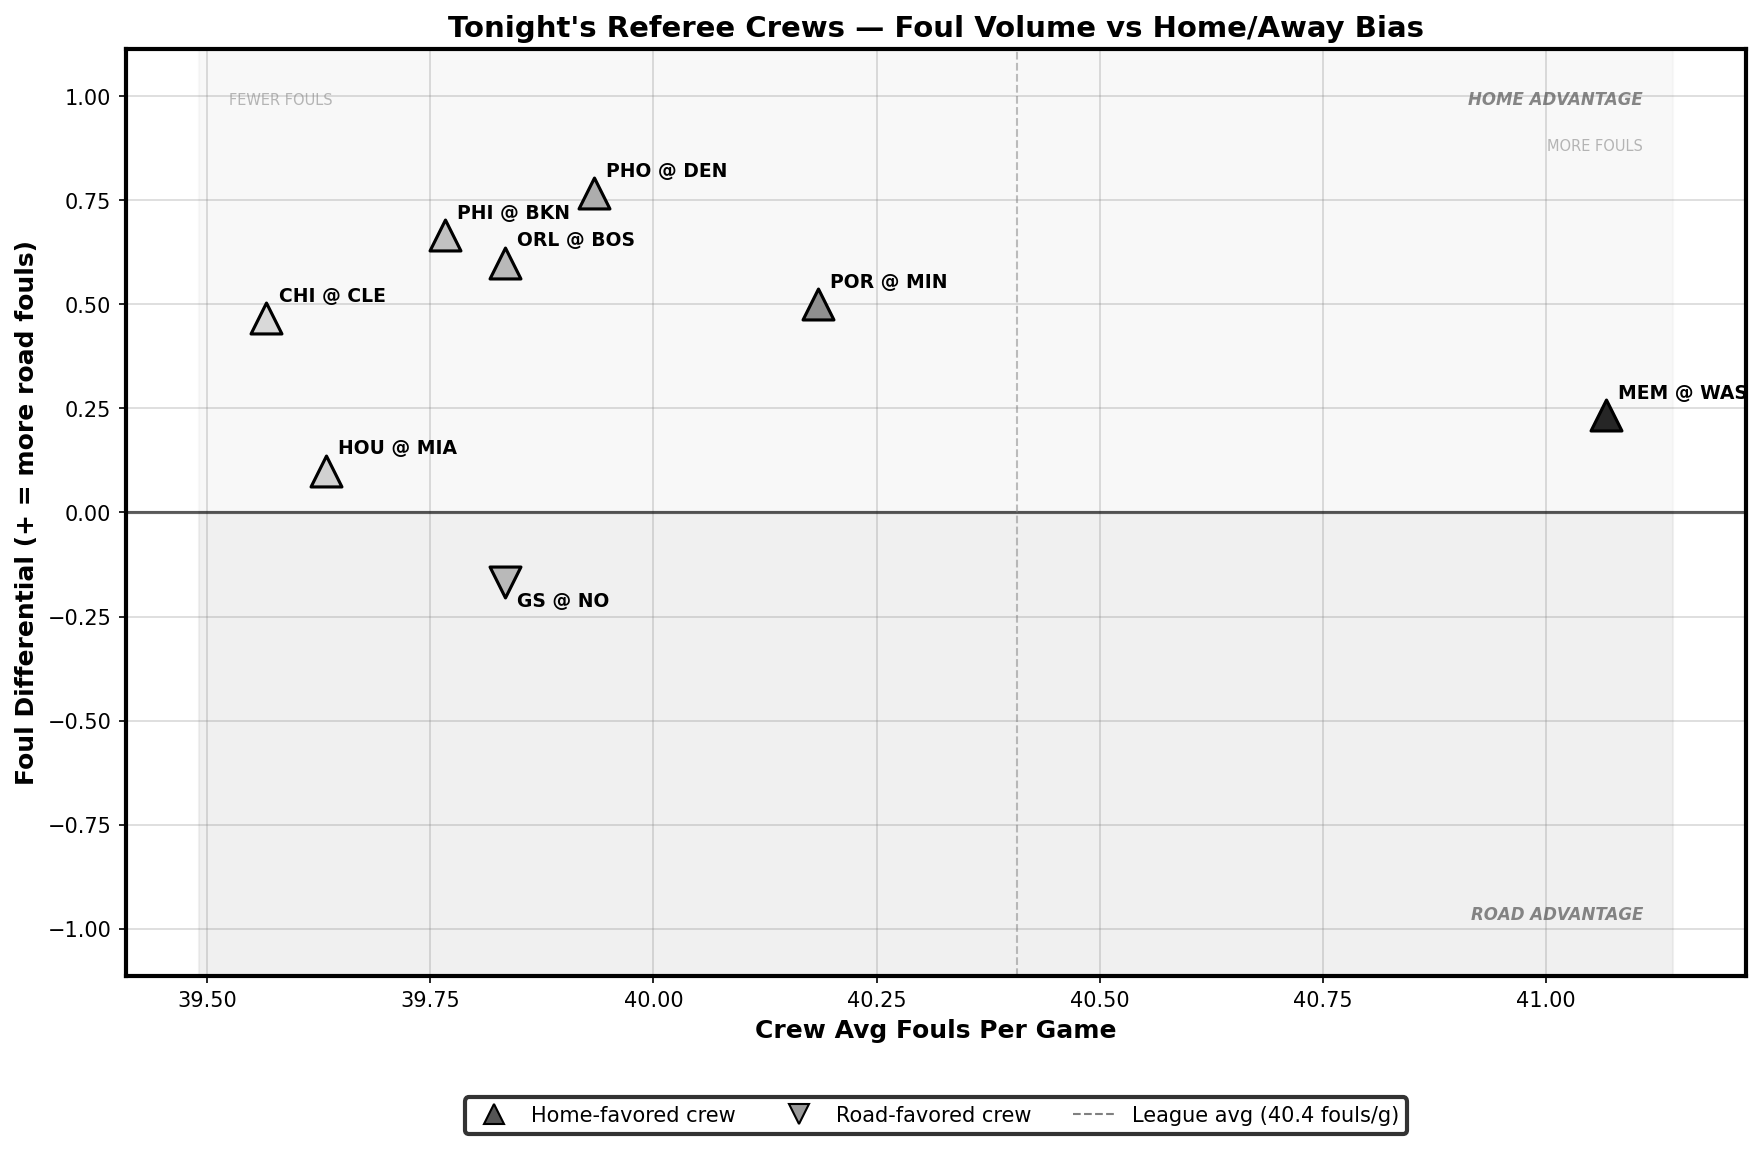 Tonight's Referee Crews — Foul Volume vs Home/Away Bias
Foul Differential (+ = more road fouls)
1.00
0.75
0.50
0.25
0.00
−0.25
−0.50
−0.75
−1.00
FEWER FOULS
HOME ADVANTAGE
MORE FOULS
PHO @ DEN
PHI @ BKN
ORL @ BOS
POR @ MIN
CHI @ CLE
MEM @ WAS
HOU @ MIA
GS @ NO
ROAD ADVANTAGE
39.50 39.75 40.00 40.25 40.50 40.75 41.00
Crew Avg Fouls Per Game
Home-favored crew Road-favored crew League avg (40.4 fouls/g)